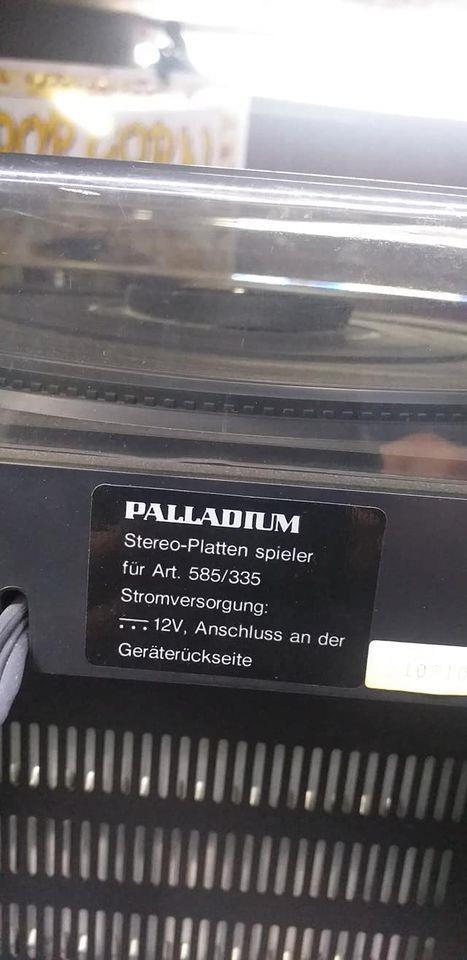 PALLADIUM
Stereo-Platten spieler
für Art. 585/335
Stromversorgung:
⎓ 12V, Anschluss an der
Geräterückseite